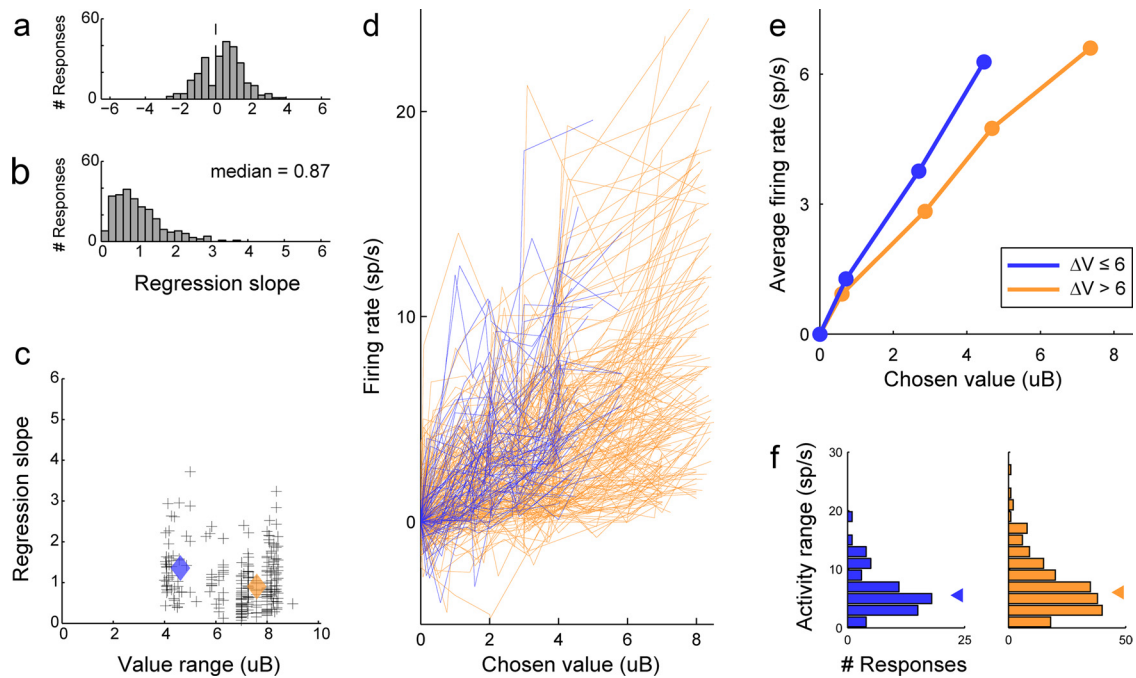 a
# Responses
60
0
−6 −4 −2 0 2 4 6
b
# Responses
60
0
median = 0.87
0 1 2 3 4 5 6
Regression slope
c
Regression slope
6
5
4
3
2
1
0
0 2 4 6 8 10
Value range (uB)
d
Firing rate (sp/s)
20
10
0
0 2 4 6 8
Chosen value (uB)
e
Average firing rate (sp/s)
6
3
0
ΔV ≤ 6
ΔV > 6
0 2 4 6 8
Chosen value (uB)
f
Activity range (sp/s)
30
20
10
0
0 25
30
20
10
0
0 50
# Responses